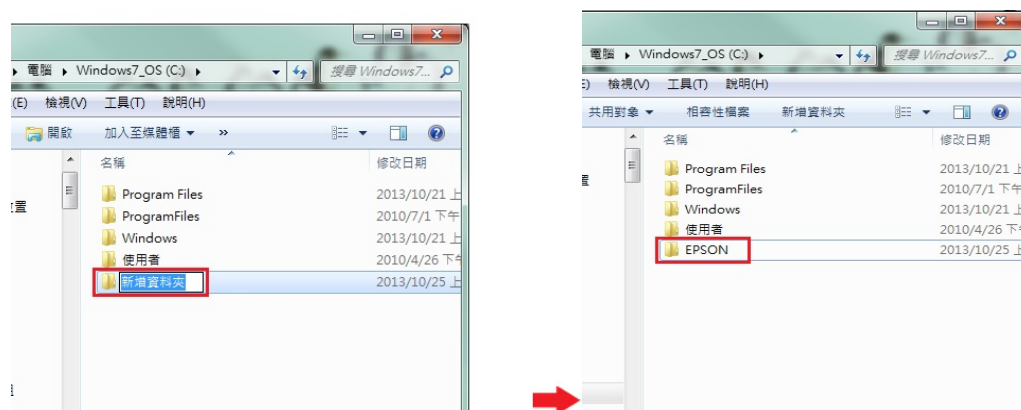 電腦 ▸ Windows7_OS (C:) ▸
搜尋 Windows7...
(E) 檢視(V) 工具(T) 說明(H)
開啟 加入至媒體櫃 »
名稱 修改日期
Program Files 2013/10/21 上
ProgramFiles 2010/7/1 下午
Windows 2013/10/21 上
使用者 2010/4/26 下午
新增資料夾 2013/10/25 上
置
電腦 ▸ Windows7_OS (C:) ▸
搜尋 Windows7...
) 檢視(V) 工具(T) 說明(H)
共用對象 相容性檔案 新增資料夾
名稱 修改日期
Program Files 2013/10/21 上
ProgramFiles 2010/7/1 下午
Windows 2013/10/21 上
使用者 2010/4/26 下午
EPSON 2013/10/25 上
置